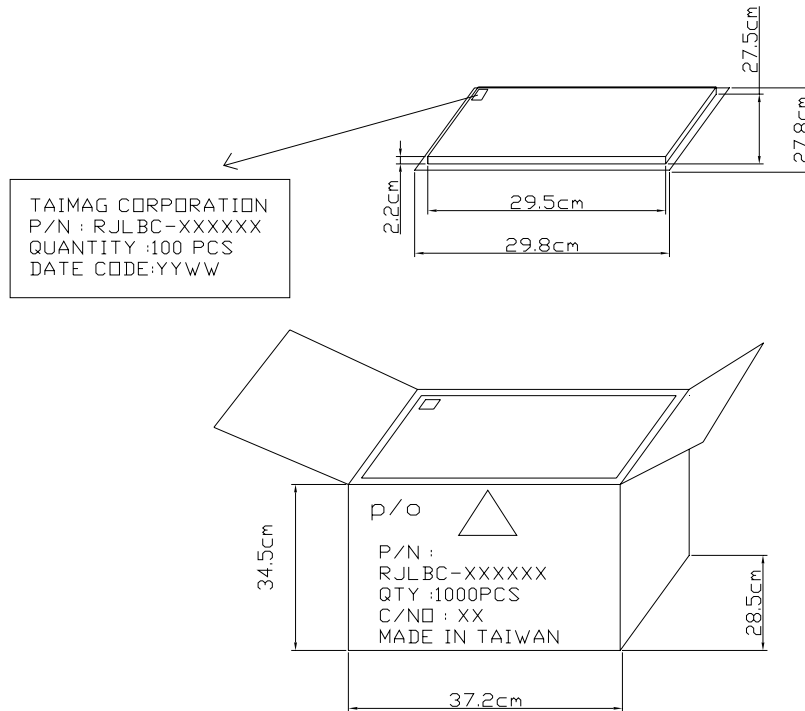 27.5cm
27.8cm
2.2cm
29.5cm
29.8cm
TAIMAG CORPORATION
P/N : RJLBC-XXXXXX
QUANTITY :100 PCS
DATE CODE:YYWW
p/o
P/N :
RJLBC-XXXXXX
QTY :1000PCS
C/NO : XX
MADE IN TAIWAN
34.5cm
28.5cm
37.2cm